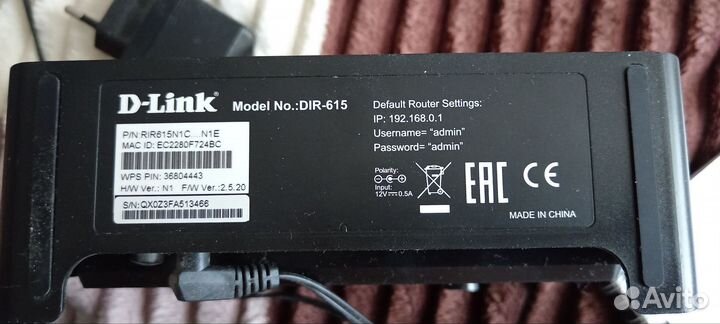 D-Link
Model No.:DIR-615
P/N:RIR615N1C....N1E
MAC ID: EC2280F724BC
WPS PIN: 36804443
H/W Ver.: N1 F/W Ver.: 2.5.20
S/N:QX0Z3FA513466
Default Router Settings:
IP: 192.168.0.1
Username= “admin”
Password= “admin”
Polarity:
Input:
12V 0.5A
EAC CE
MADE IN CHINA
Avito